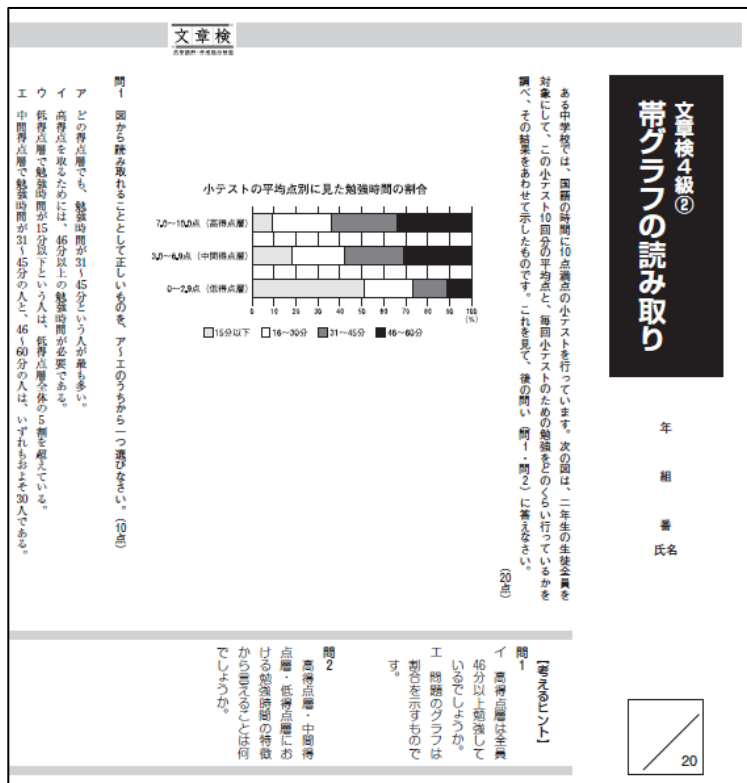 文章検
文章読解・作成能力検定
文章検4級②
帯グラフの読み取り
年 組 番
氏名
20
ある中学校では、国語の時間に10点満点の小テストを行っています。次の図は、二年生の生徒全員を
対象にして、この小テスト10回分の平均点と、毎回小テストのための勉強をどのくらい行っているかを
調べ、その結果をあわせて示したものです。これを見て、後の問い(問1・問2)に答えなさい。
(20点)
小テストの平均点別に見た勉強時間の割合
7.0〜10.0点(高得点層)
3.0〜6.9点(中間得点層)
0〜2.9点(低得点層)
0 10 20 30 40 50 60 70 80 90 100
(%)
15分以下 16〜30分 31〜45分 46〜60分
問1 図から読み取れることとして正しいものを、ア〜エのうちから一つ選びなさい。(10点)
ア どの得点層でも、勉強時間が31〜45分という人が最も多い。
イ 高得点を取るためには、46分以上の勉強時間が必要である。
ウ 低得点層で勉強時間が15分以下という人は、低得点層全体の5割を超えている。
エ 中間得点層で勉強時間が31〜45分の人と、46〜60分の人は、いずれもおよそ30人である。
【考えるヒント】
問1
イ 高得点層は全員
46分以上勉強して
いるでしょうか。
エ 問題のグラフは
割合を示すもので
す。
問2
高得点層・中間得
点層・低得点層にお
ける勉強時間の特徴
から言えることは何
でしょうか。